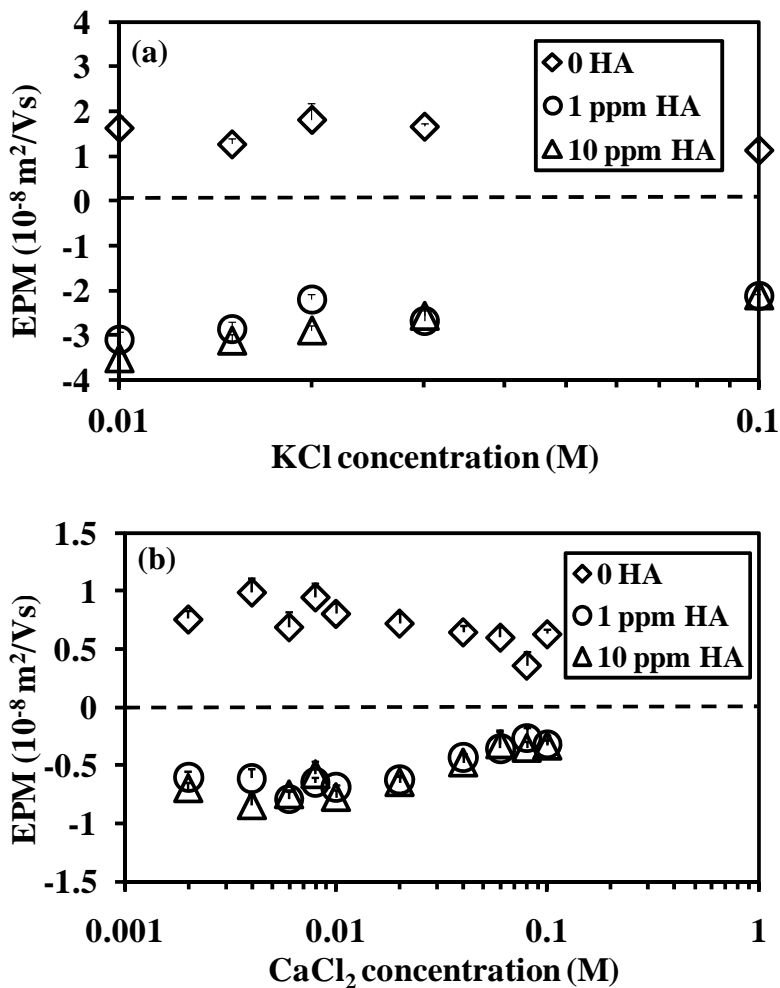 (a)
0 HA
1 ppm HA
10 ppm HA
4
3
2
1
0
-1
-2
-3
-4
EPM (10⁻⁸ m²/Vs)
0.01
0.1
KCl concentration (M)
(b)
0 HA
1 ppm HA
10 ppm HA
1.5
1
0.5
0
-0.5
-1
-1.5
EPM (10⁻⁸ m²/Vs)
0.001
0.01
0.1
1
CaCl₂ concentration (M)